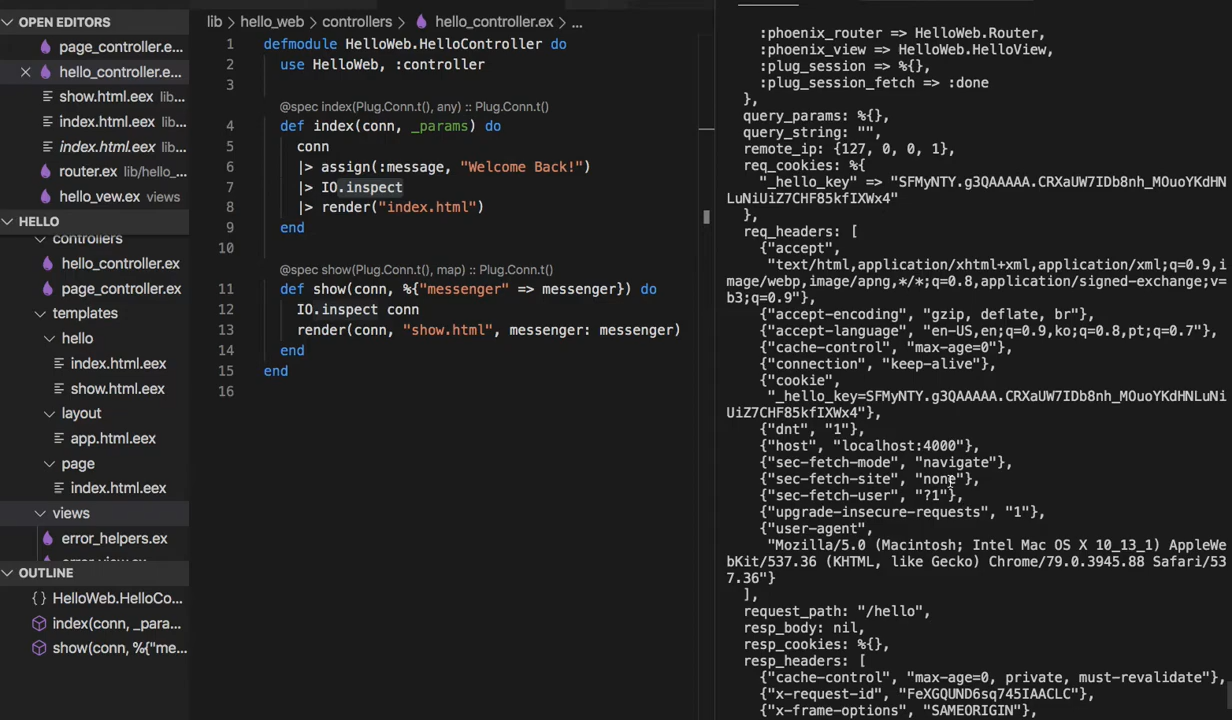 OPEN EDITORS
page_controller.e...
hello_controller.e...
show.html.eex lib...
index.html.eex lib...
index.html.eex lib...
router.ex lib/hello_...
hello_vew.ex views
HELLO
controllers
hello_controller.ex
page_controller.ex
templates
hello
index.html.eex
show.html.eex
layout
app.html.eex
page
index.html.eex
views
error_helpers.ex
OUTLINE
HelloWeb.HelloCo...
index(conn, _para...
show(conn, %{"me...
lib > hello_web > controllers > hello_controller.ex > ...
1 defmodule HelloWeb.HelloController do
2 use HelloWeb, :controller
3
@spec index(Plug.Conn.t(), any) :: Plug.Conn.t()
4 def index(conn, _params) do
5 conn
6 |> assign(:message, "Welcome Back!")
7 |> IO.inspect
8 |> render("index.html")
9 end
10
@spec show(Plug.Conn.t(), map) :: Plug.Conn.t()
11 def show(conn, %{"messenger" => messenger}) do
12 IO.inspect conn
13 render(conn, "show.html", messenger: messenger)
14 end
15 end
16
:phoenix_router => HelloWeb.Router,
:phoenix_view => HelloWeb.HelloView,
:plug_session => %{},
:plug_session_fetch => :done
},
query_params: %{},
query_string: "",
remote_ip: {127, 0, 0, 1},
req_cookies: %{
"_hello_key" => "SFMyNTY.g3QAAAAA.CRXaUW7IDb8nh_MOuoYKdHN
LuNiUiZ7CHF85kfIXWx4"
},
req_headers: [
{"accept",
"text/html,application/xhtml+xml,application/xml;q=0.9,i
mage/webp,image/apng,*/*;q=0.8,application/signed-exchange;v=
b3;q=0.9"},
{"accept-encoding", "gzip, deflate, br"},
{"accept-language", "en-US,en;q=0.9,ko;q=0.8,pt;q=0.7"},
{"cache-control", "max-age=0"},
{"connection", "keep-alive"},
{"cookie",
"_hello_key=SFMyNTY.g3QAAAAA.CRXaUW7IDb8nh_MOuoYKdHNLuNi
UiZ7CHF85kfIXWx4"},
{"dnt", "1"},
{"host", "localhost:4000"},
{"sec-fetch-mode", "navigate"},
{"sec-fetch-site", "none"},
{"sec-fetch-user", "?1"},
{"upgrade-insecure-requests", "1"},
{"user-agent",
"Mozilla/5.0 (Macintosh; Intel Mac OS X 10_13_1) AppleWe
bKit/537.36 (KHTML, like Gecko) Chrome/79.0.3945.88 Safari/53
7.36"}
],
request_path: "/hello",
resp_body: nil,
resp_cookies: %{},
resp_headers: [
{"cache-control", "max-age=0, private, must-revalidate"},
{"x-request-id", "FeXGQUND6sq745IAACLC"},
{"x-frame-options", "SAMEORIGIN"},